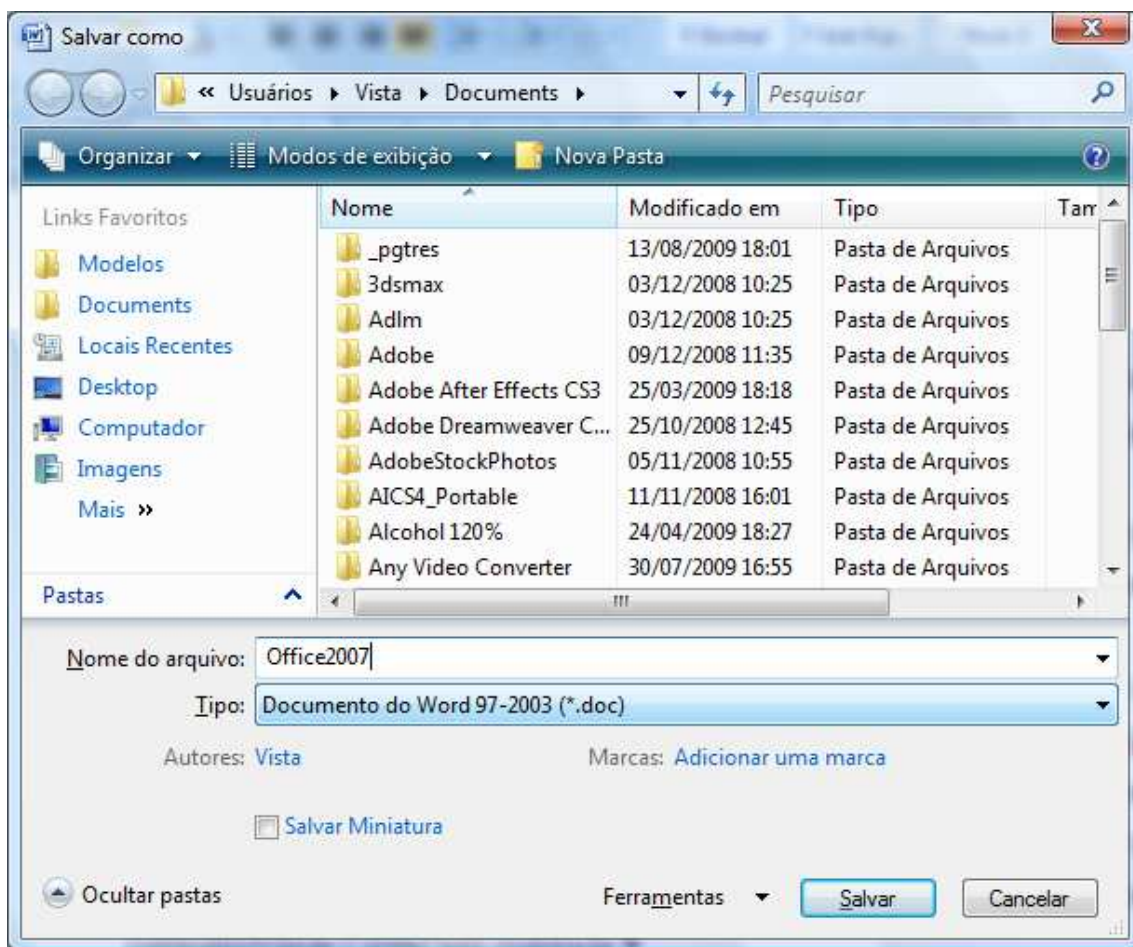 Salvar como
« Usuários ▸ Vista ▸ Documents ▸ Pesquisar
Organizar Modos de exibição Nova Pasta
Links Favoritos
Modelos
Documents
Locais Recentes
Desktop
Computador
Imagens
Mais »
Pastas
Nome Modificado em Tipo Tam
_pgtres 13/08/2009 18:01 Pasta de Arquivos
3dsmax 03/12/2008 10:25 Pasta de Arquivos
Adlm 03/12/2008 10:25 Pasta de Arquivos
Adobe 09/12/2008 11:35 Pasta de Arquivos
Adobe After Effects CS3 25/03/2009 18:18 Pasta de Arquivos
Adobe Dreamweaver C... 25/10/2008 12:45 Pasta de Arquivos
AdobeStockPhotos 05/11/2008 10:55 Pasta de Arquivos
AICS4_Portable 11/11/2008 16:01 Pasta de Arquivos
Alcohol 120% 24/04/2009 18:27 Pasta de Arquivos
Any Video Converter 30/07/2009 16:55 Pasta de Arquivos
Nome do arquivo: Office2007
Tipo: Documento do Word 97-2003 (*.doc)
Autores: Vista Marcas: Adicionar uma marca
Salvar Miniatura
Ocultar pastas Ferramentas Salvar Cancelar